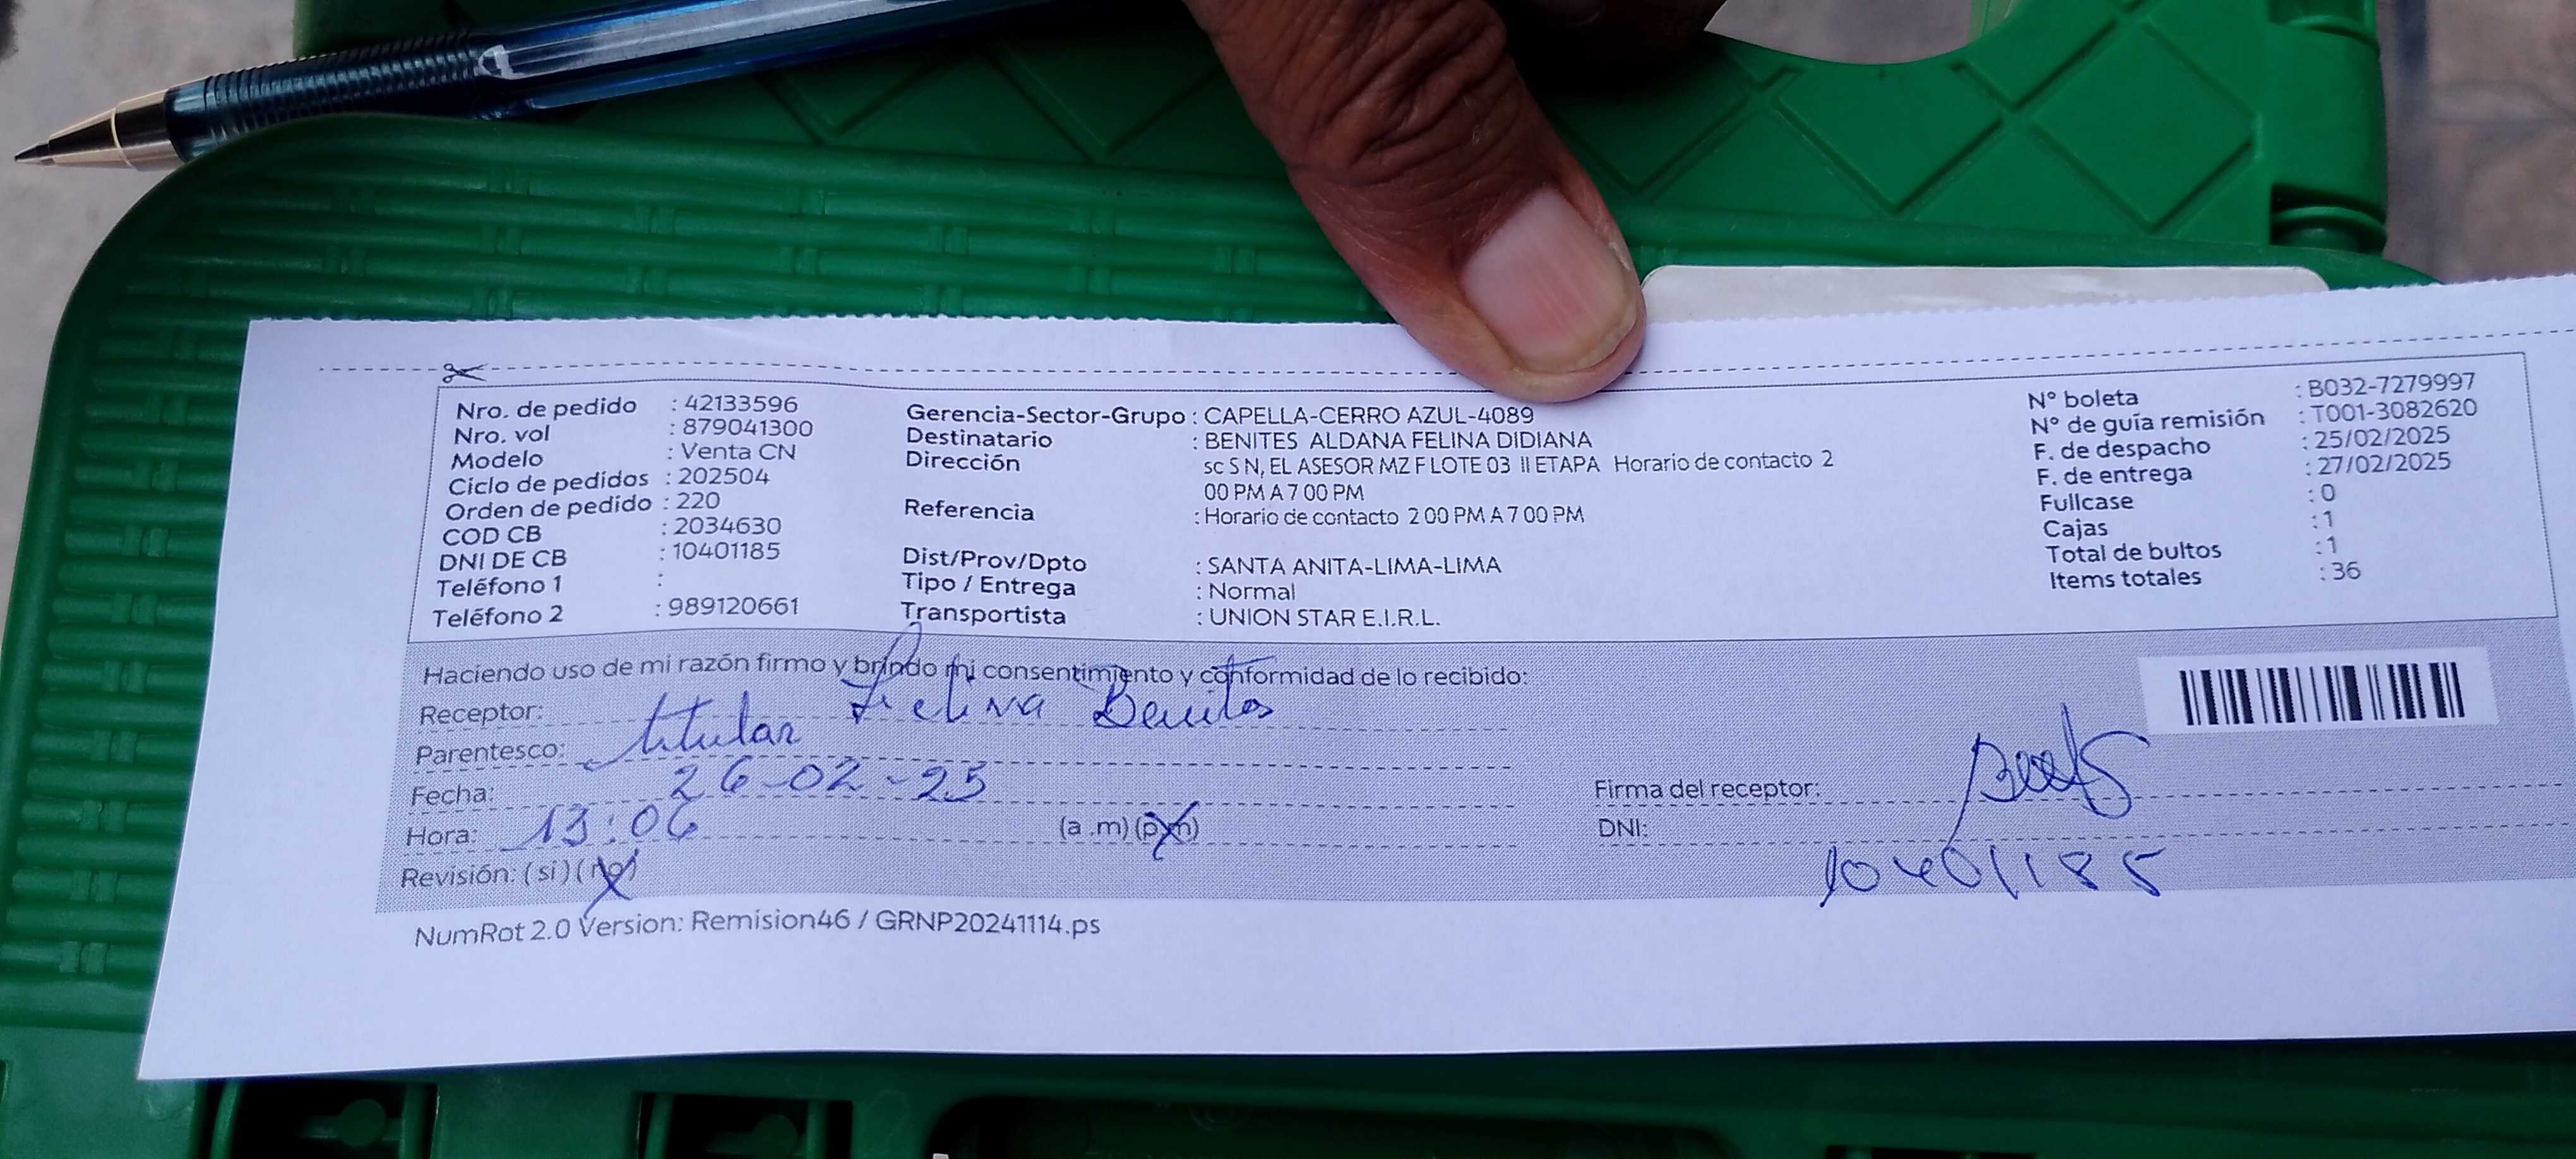 Nro. de pedido : 42133596
Nro. vol : 879041300
Modelo : Venta CN
Ciclo de pedidos : 202504
Orden de pedido : 220
COD CB : 2034630
DNI DE CB : 10401185
Teléfono 1 :
Teléfono 2 : 989120661
Gerencia-Sector-Grupo : CAPELLA-CERRO AZUL-4089
Destinatario : BENITES ALDANA FELINA DIDIANA
Dirección sc S N, EL ASESOR MZ F LOTE 03 II ETAPA Horario de contacto 2
00 PM A 7 00 PM
Referencia : Horario de contacto 2 00 PM A 7 00 PM
Dist/Prov/Dpto : SANTA ANITA-LIMA-LIMA
Tipo / Entrega : Normal
Transportista : UNION STAR E.I.R.L.
N° boleta : B032-7279997
N° de guía remisión : T001-3082620
F. de despacho : 25/02/2025
F. de entrega : 27/02/2025
Fullcase : 0
Cajas : 1
Total de bultos : 1
Items totales : 36
Haciendo uso de mi razón firmo y brindo mi consentimiento y conformidad de lo recibido:
Receptor: Felina Benites
Parentesco: titular
Fecha: 26-02-25
Hora: 13:06 (a .m) (p.m)
Revisión: (si) (no)
Firma del receptor:
DNI: 10401185
NumRot 2.0 Version: Remision46 / GRNP20241114.ps